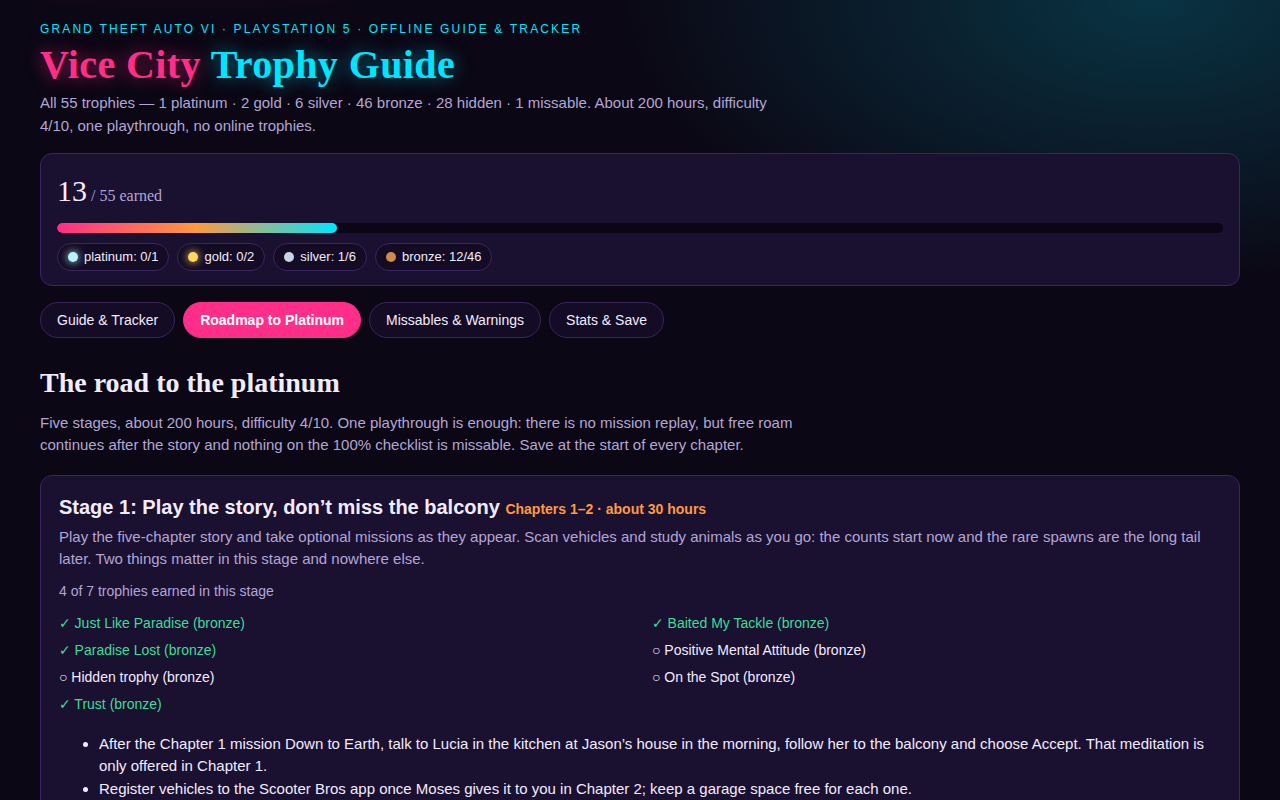 GRAND THEFT AUTO VI · PLAYSTATION 5 · OFFLINE GUIDE & TRACKER
Vice City Trophy Guide
All 55 trophies — 1 platinum · 2 gold · 6 silver · 46 bronze · 28 hidden · 1 missable. About 200 hours, difficulty
4/10, one playthrough, no online trophies.
13 / 55 earned
platinum: 0/1 gold: 0/2 silver: 1/6 bronze: 12/46
Guide & Tracker Roadmap to Platinum Missables & Warnings Stats & Save
The road to the platinum
Five stages, about 200 hours, difficulty 4/10. One playthrough is enough: there is no mission replay, but free roam
continues after the story and nothing on the 100% checklist is missable. Save at the start of every chapter.
Stage 1: Play the story, don’t miss the balcony Chapters 1–2 · about 30 hours
Play the five-chapter story and take optional missions as they appear. Scan vehicles and study animals as you go: the counts start now and the rare spawns are the long tail
later. Two things matter in this stage and nowhere else.
4 of 7 trophies earned in this stage
✓ Just Like Paradise (bronze) ✓ Baited My Tackle (bronze)
✓ Paradise Lost (bronze) ○ Positive Mental Attitude (bronze)
○ Hidden trophy (bronze) ○ On the Spot (bronze)
✓ Trust (bronze)
• After the Chapter 1 mission Down to Earth, talk to Lucia in the kitchen at Jason’s house in the morning, follow her to the balcony and choose Accept. That meditation is
only offered in Chapter 1.
• Register vehicles to the Scooter Bros app once Moses gives it to you in Chapter 2; keep a garage space free for each one.